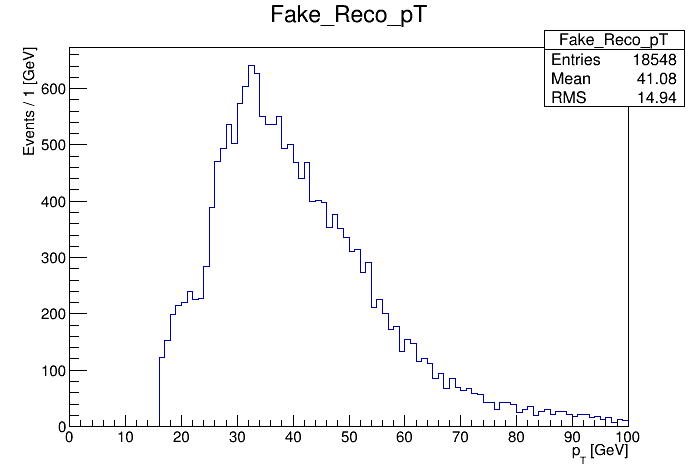 Fake_Reco_pT
Fake_Reco_pT
Entries 18548
Mean 41.08
RMS 14.94
Events / 1 [GeV]
600
500
400
300
200
100
0
0 10 20 30 40 50 60 70 80 90 100
p_T [GeV]